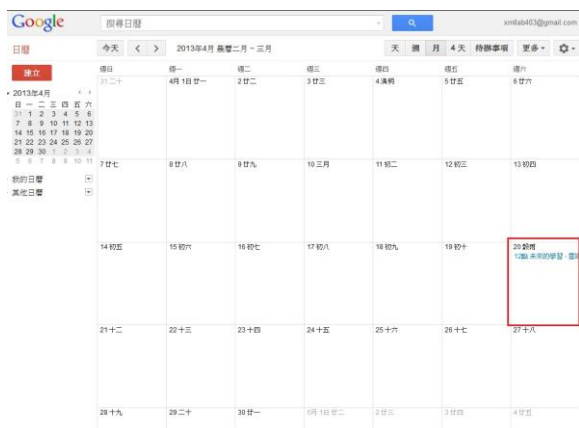 Google
搜尋日曆
xmllab403@gmail.com
日曆
今天 2013年4月 農曆二月 - 三月
天 週 月 4 天 待辦事項 更多
建立
2013年4月
日 一 二 三 四 五 六
31 1 2 3 4 5 6
7 8 9 10 11 12 13
14 15 16 17 18 19 20
21 22 23 24 25 26 27
28 29 30 1 2 3 4
5 6 7 8 9 10 11
我的日曆
其他日曆
週日 週一 週二 週三 週四 週五 週六
31 二十 4月 1日 廿一 2 廿二 3 廿三 4 清明 5 廿五 6 廿六
7 廿七 8 廿八 9 廿九 10 三月 11 初二 12 初三 13 初四
14 初五 15 初六 16 初七 17 初八 18 初九 19 初十 20 穀雨
12點 未來的學習 -
21 十二 22 十三 23 十四 24 十五 25 十六 26 十七 27 十八
28 十九 29 二十 30 廿一 5月 1日 廿二 2 廿三 3 廿四 4 廿五